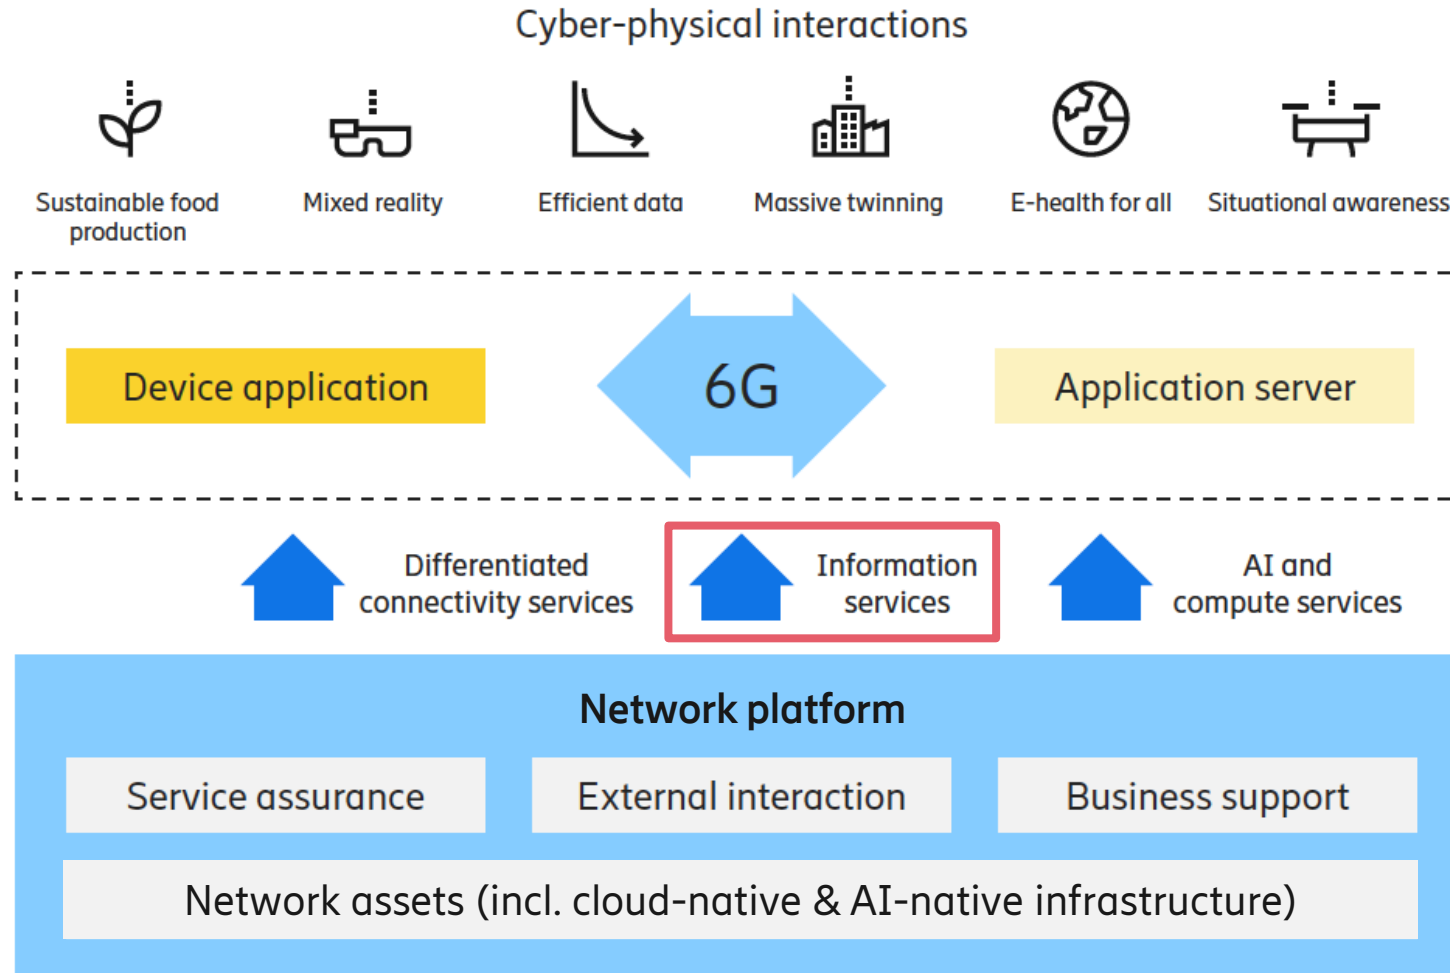 Cyber-physical interactions
Sustainable food
production
Mixed reality
Efficient data
Massive twinning
E-health for all
Situational awareness
Device application
6G
Application server
Differentiated
connectivity services
Information
services
AI and
compute services
Network platform
Service assurance
External interaction
Business support
Network assets (incl. cloud-native & AI-native infrastructure)